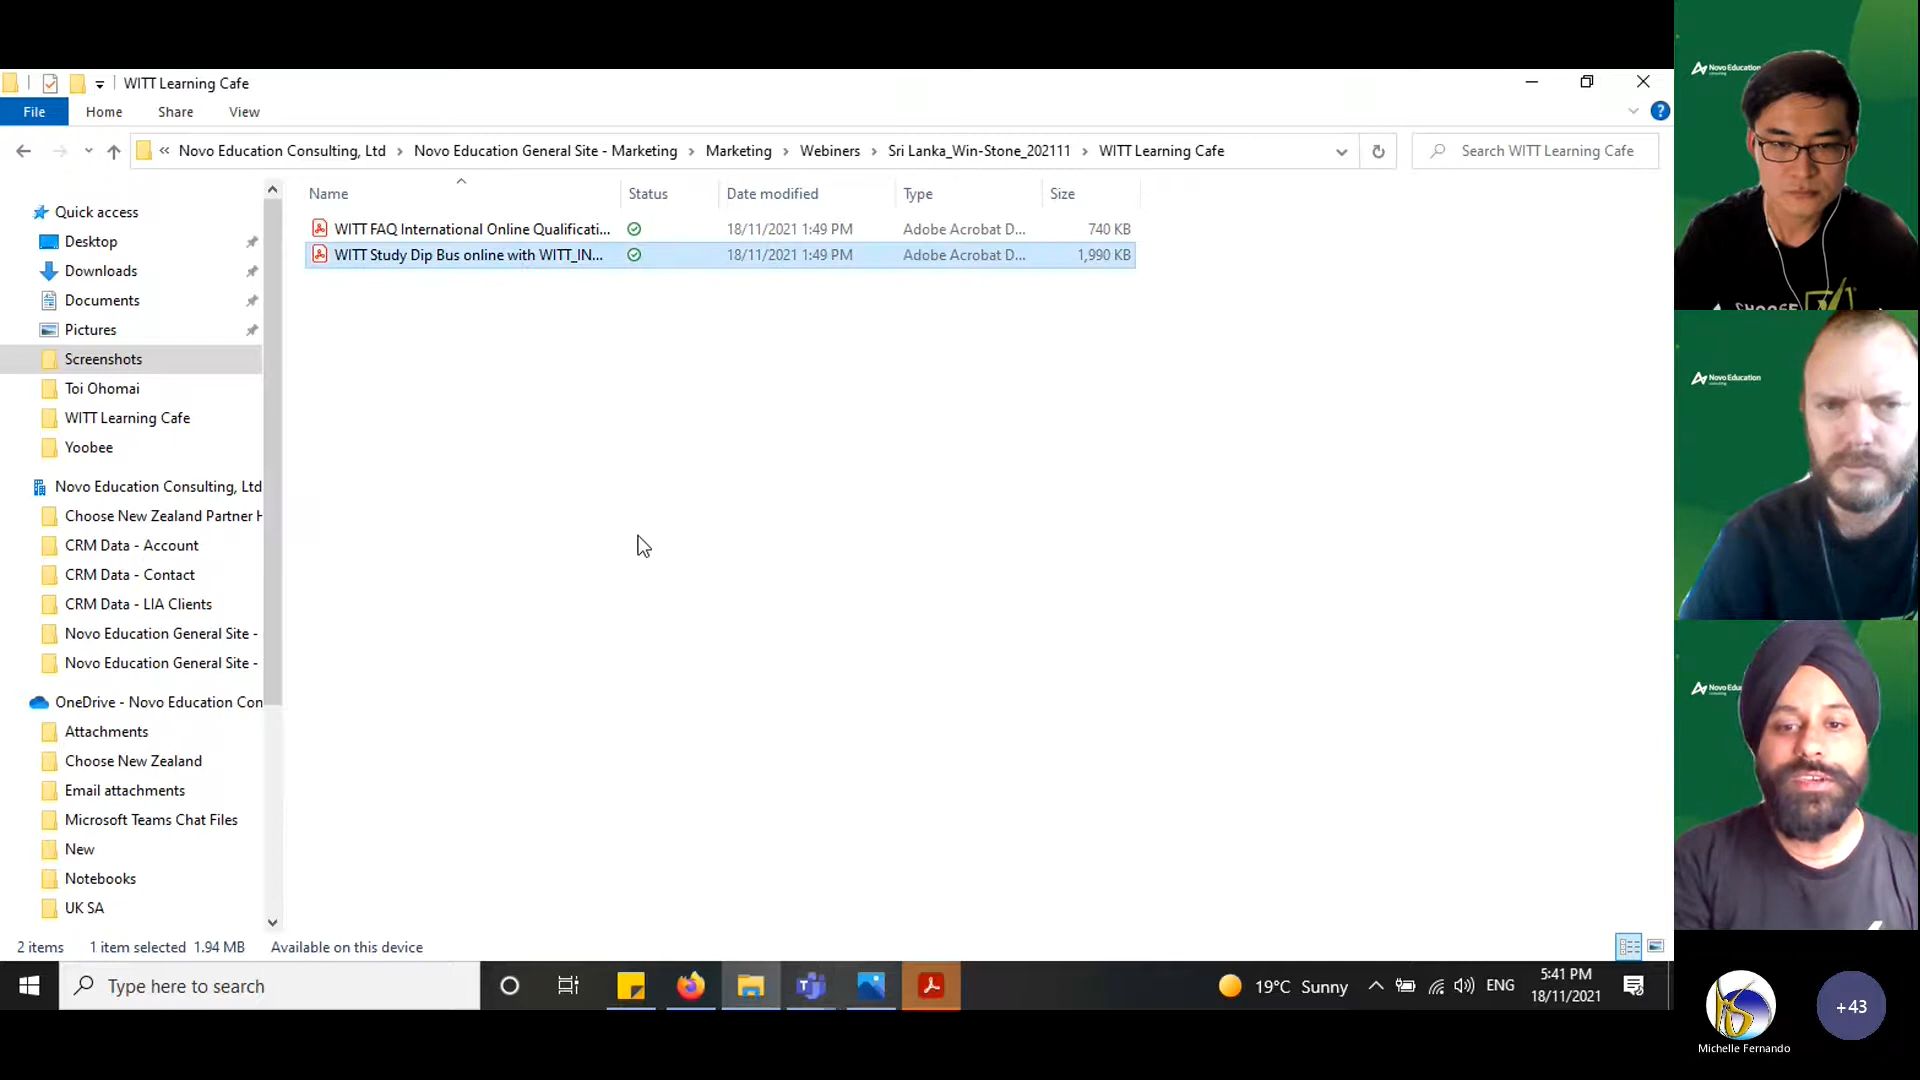 WITT Learning Cafe
File Home Share View
« Novo Education Consulting, Ltd > Novo Education General Site - Marketing > Marketing > Webiners > Sri Lanka_Win-Stone_202111 > WITT Learning Cafe
Search WITT Learning Cafe
Name Status Date modified Type Size
WITT FAQ International Online Qualificati... 18/11/2021 1:49 PM Adobe Acrobat D... 740 KB
WITT Study Dip Bus online with WITT_IN... 18/11/2021 1:49 PM Adobe Acrobat D... 1,990 KB
Quick access
Desktop
Downloads
Documents
Pictures
Screenshots
Toi Ohomai
WITT Learning Cafe
Yoobee
Novo Education Consulting, Ltd
Choose New Zealand Partner H
CRM Data - Account
CRM Data - Contact
CRM Data - LIA Clients
Novo Education General Site -
Novo Education General Site -
OneDrive - Novo Education Con
Attachments
Choose New Zealand
Email attachments
Microsoft Teams Chat Files
New
Notebooks
UK SA
2 items 1 item selected 1.94 MB Available on this device
Type here to search
19°C Sunny ENG
5:41 PM
18/11/2021
Novo Education
Novo Education
consulting
Novo Edu
CHOOSE
Michelle Fernando
+43